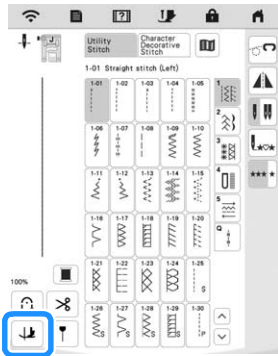 ?
J
Utility
Stitch
Character
Decorative
Stitch
1-01 Straight stitch (Left)
1-01 1-02 1-03 1-04 1-05
1-06 1-07 1-08 1-09 1-10
1-11 1-12 1-13 1-14 1-15
1-16 1-17 1-18 1-19 1-20
1-21 1-22 1-23 1-24 1-25
S
1-26 1-27 1-28 1-29 1-30
S S S P
1
2
3
4
5
Q
L
100%